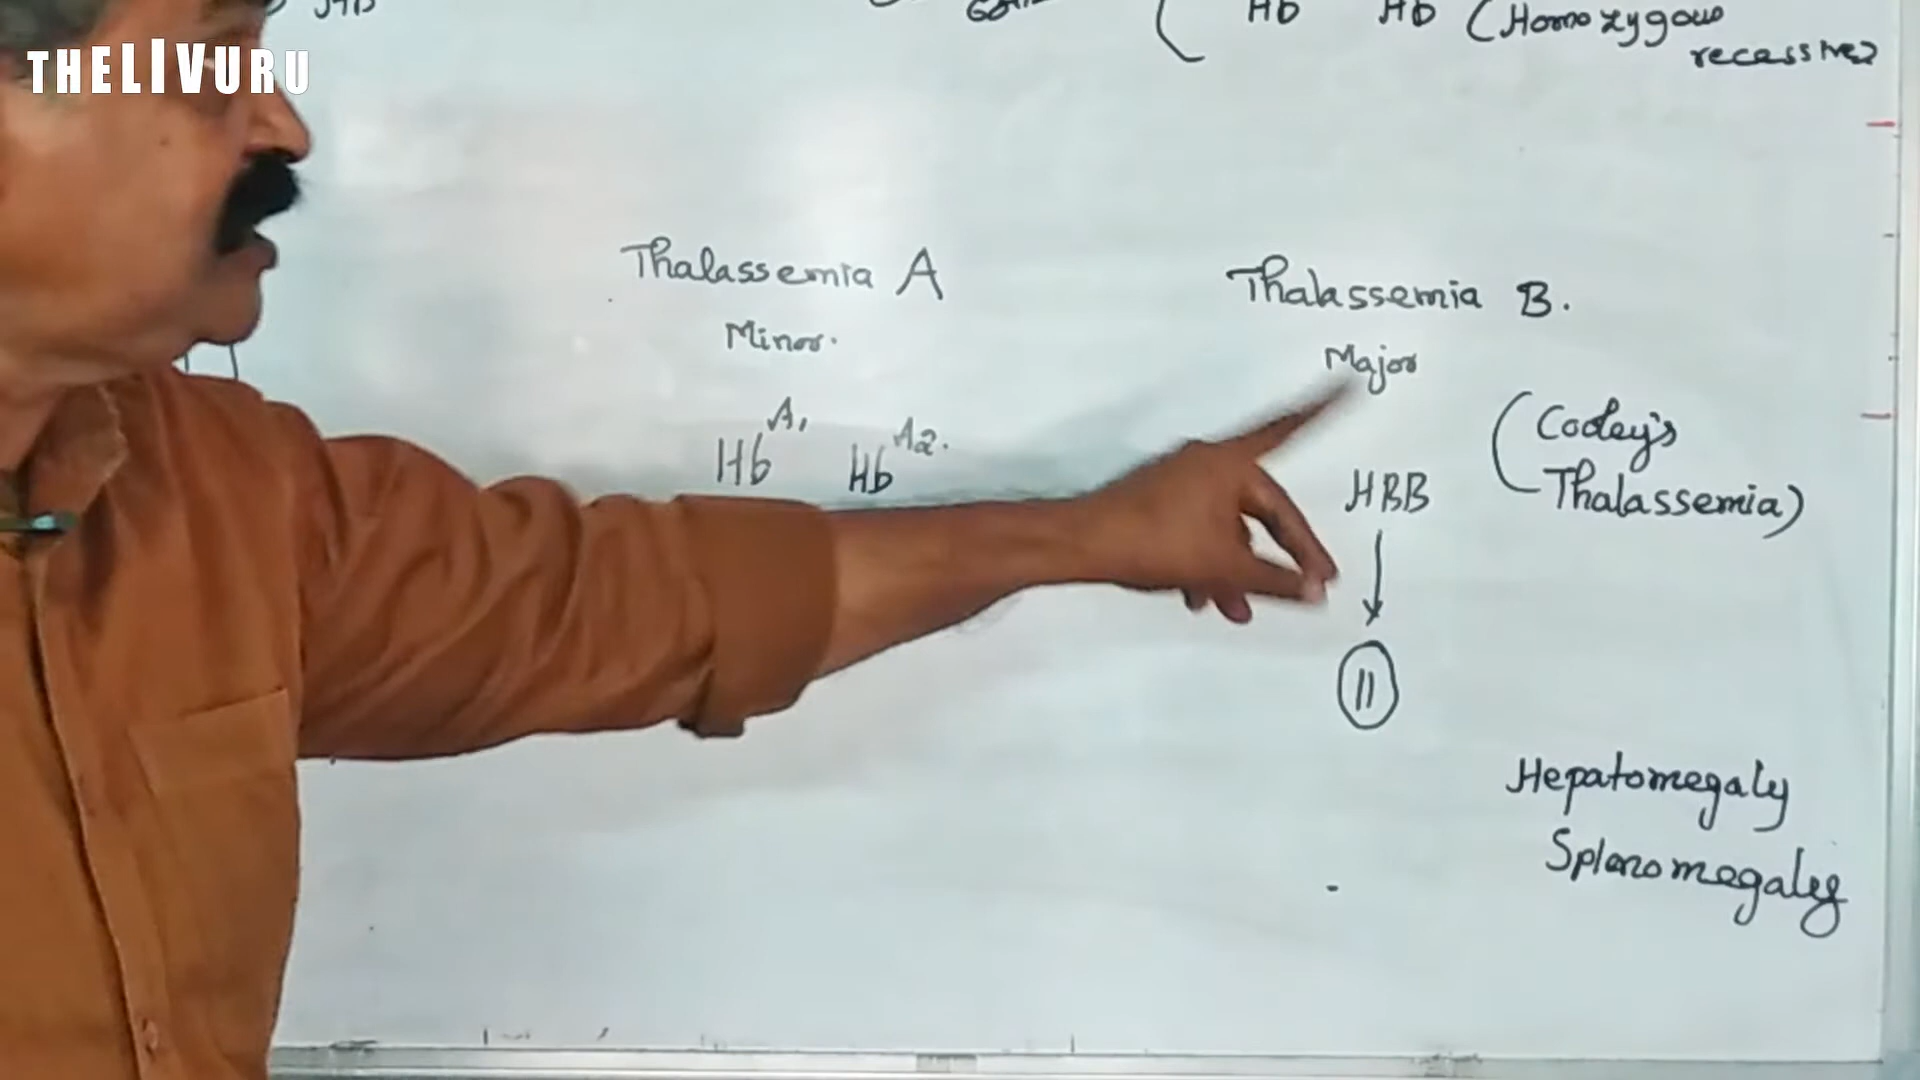 THELIVURU
Hb Hb (Homozygous
recessive)
Thalassemia A
Minor.
Hb^A1 Hb^A2.
Thalassemia B.
Major
(Cooley's
Thalassemia)
HBB
11
Hepatomegaly
Splenomegaly